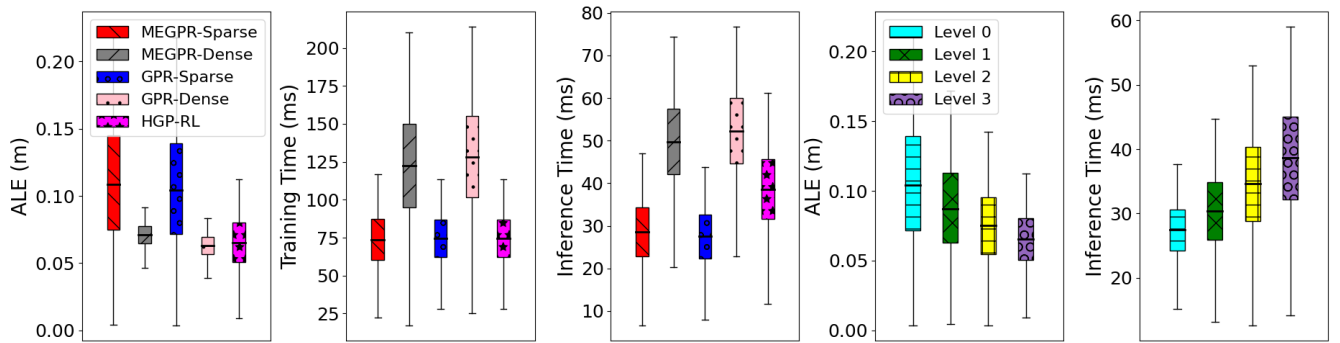 ALE (m)
0.00
0.05
0.10
0.15
0.20
MEGPR-Sparse
MEGPR-Dense
GPR-Sparse
GPR-Dense
HGP-RL
Training Time (ms)
25
50
75
100
125
150
175
200
Inference Time (ms)
10
20
30
40
50
60
70
80
ALE (m)
0.00
0.05
0.10
0.15
0.20
Level 0
Level 1
Level 2
Level 3
Inference Time (ms)
20
30
40
50
60